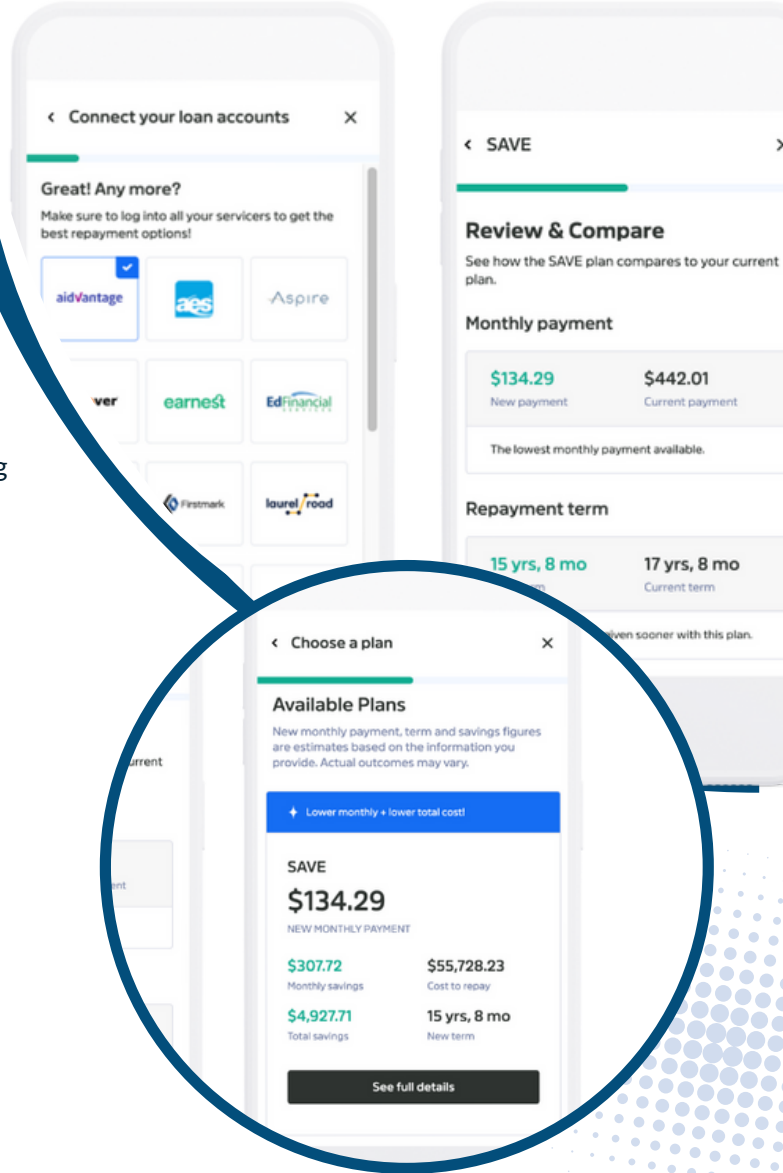 Connect your loan accounts
Great! Any more?
Make sure to log into all your servicers to get the
best repayment options!
aidvantage
aes
Aspire
earnest
EdFinancial
SERVICES
Firstmark
laurel road
SAVE
Review & Compare
See how the SAVE plan compares to your current
plan.
Monthly payment
$134.29 $442.01
New payment Current payment
The lowest monthly payment available.
Repayment term
15 yrs, 8 mo 17 yrs, 8 mo
Current term
sooner with this plan.
Choose a plan
Available Plans
New monthly payment, term and savings figures
are estimates based on the information you
provide. Actual outcomes may vary.
Lower monthly + lower total cost!
SAVE
$134.29
NEW MONTHLY PAYMENT
$307.72 $55,728.23
Monthly savings Cost to repay
$4,927.71 15 yrs, 8 mo
Total savings New term
See full details